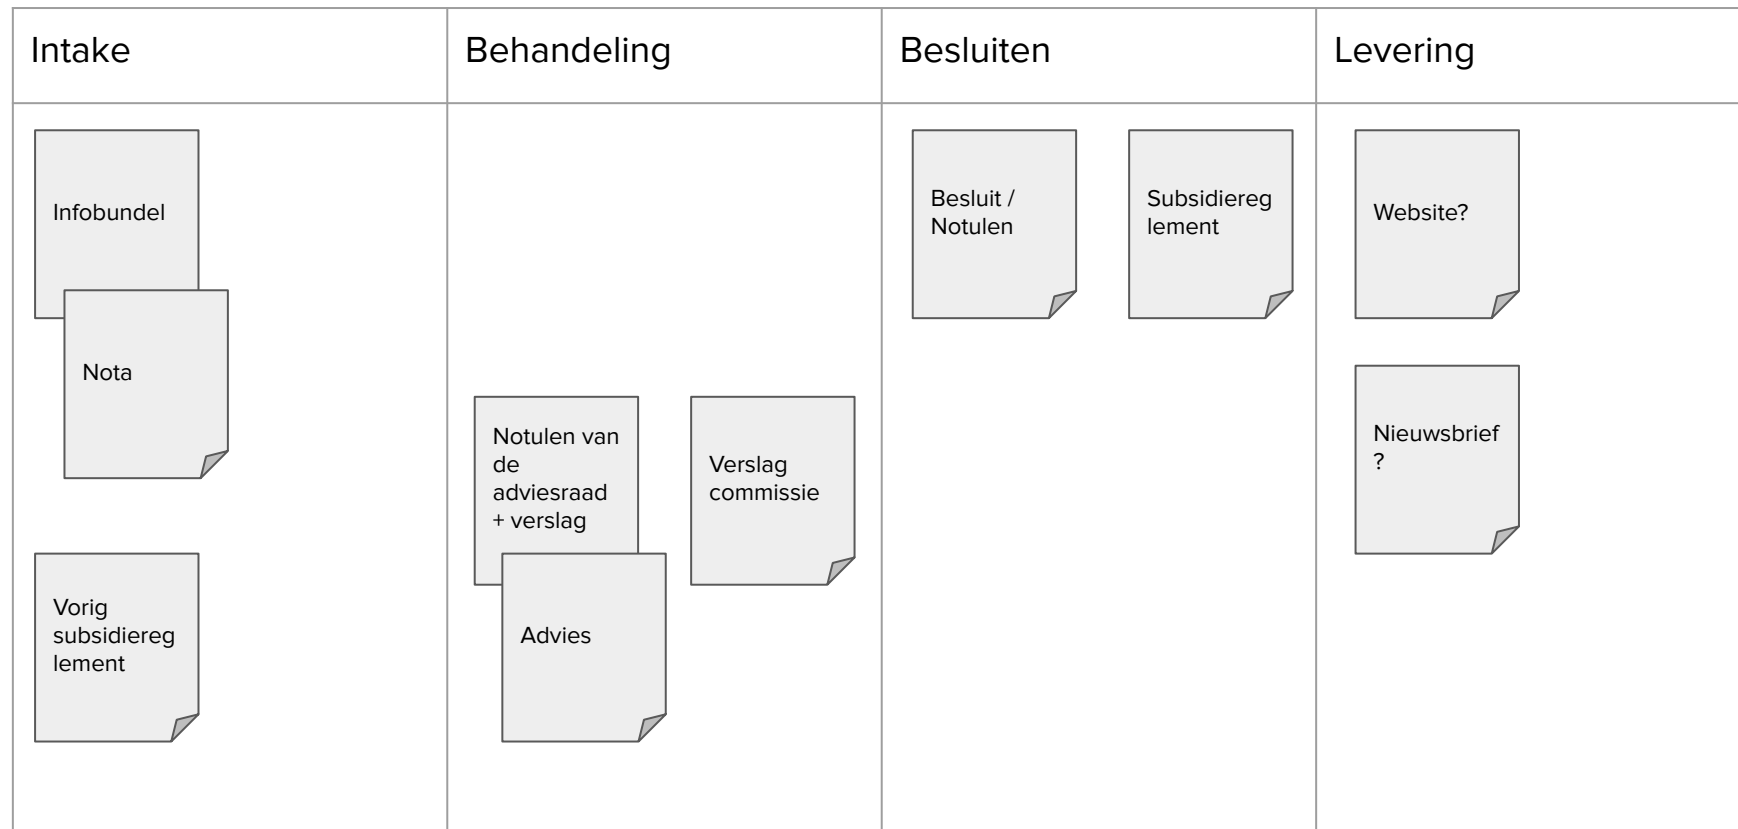 Intake
Behandeling
Besluiten
Levering
Infobundel
Nota
Vorig
subsidiereg
lement
Notulen van
de
adviesraad
+ verslag
Advies
Verslag
commissie
Besluit /
Notulen
Subsidiereg
lement
Website?
Nieuwsbrief
?